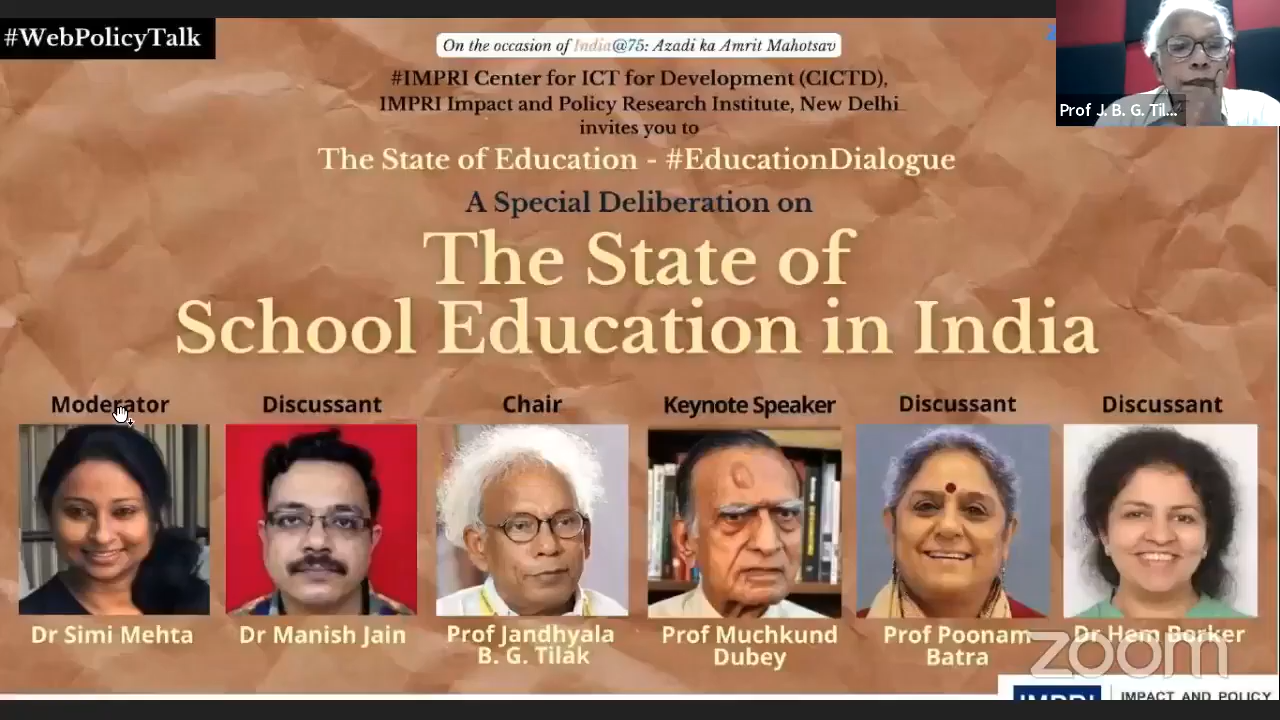 #WebPolicyTalk
On the occasion of India@75: Azadi ka Amrit Mahotsav
#IMPRI Center for ICT for Development (CICTD),
IMPRI Impact and Policy Research Institute, New Delhi
invites you to
The State of Education - #EducationDialogue
A Special Deliberation on
The State of
School Education in India
Prof J. B. G. Til...
Moderator
Discussant
Chair
Keynote Speaker
Discussant
Discussant
Dr Simi Mehta
Dr Manish Jain
Prof Jandhyala
B. G. Tilak
Prof Muchkund
Dubey
Prof Poonam
Batra
Dr Hem Borker
zoom
IMPRI
IMPACT AND POLICY